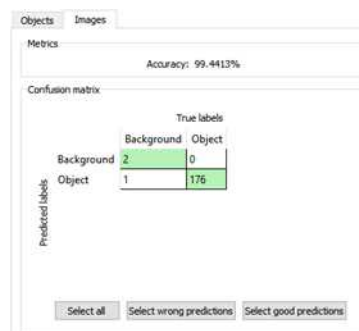 Objects Images
Metrics
Accuracy: 99.4413%
Confusion matrix
True labels
Background Object
Background 2 0
Object 1 176
Predicted labels
Select all Select wrong predictions Select good predictions